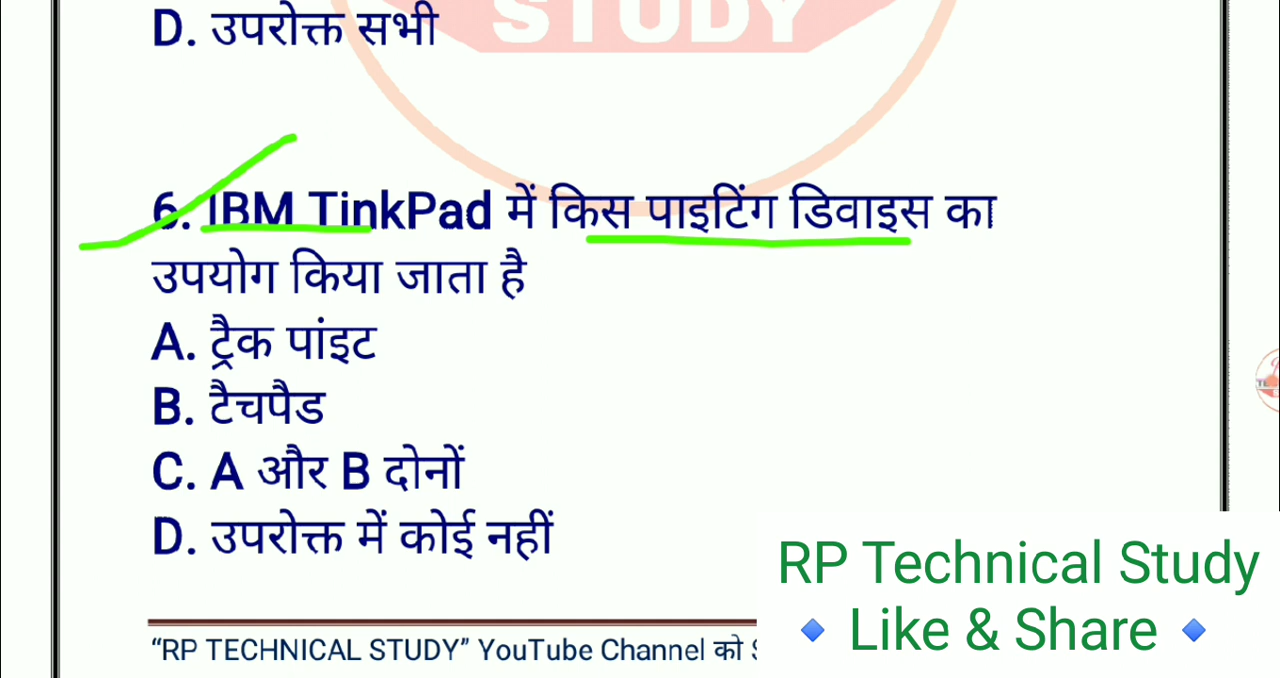 STUDY
D. उपरोक्त सभी
6. IBM TinkPad में किस पाइटिंग डिवाइस का
उपयोग किया जाता है
A. ट्रैक पांइट
B. टैचपैड
C. A और B दोनों
D. उपरोक्त में कोई नहीं
RP Technical Study
🔹 Like & Share 🔹
“RP TECHNICAL STUDY” YouTube Channel को